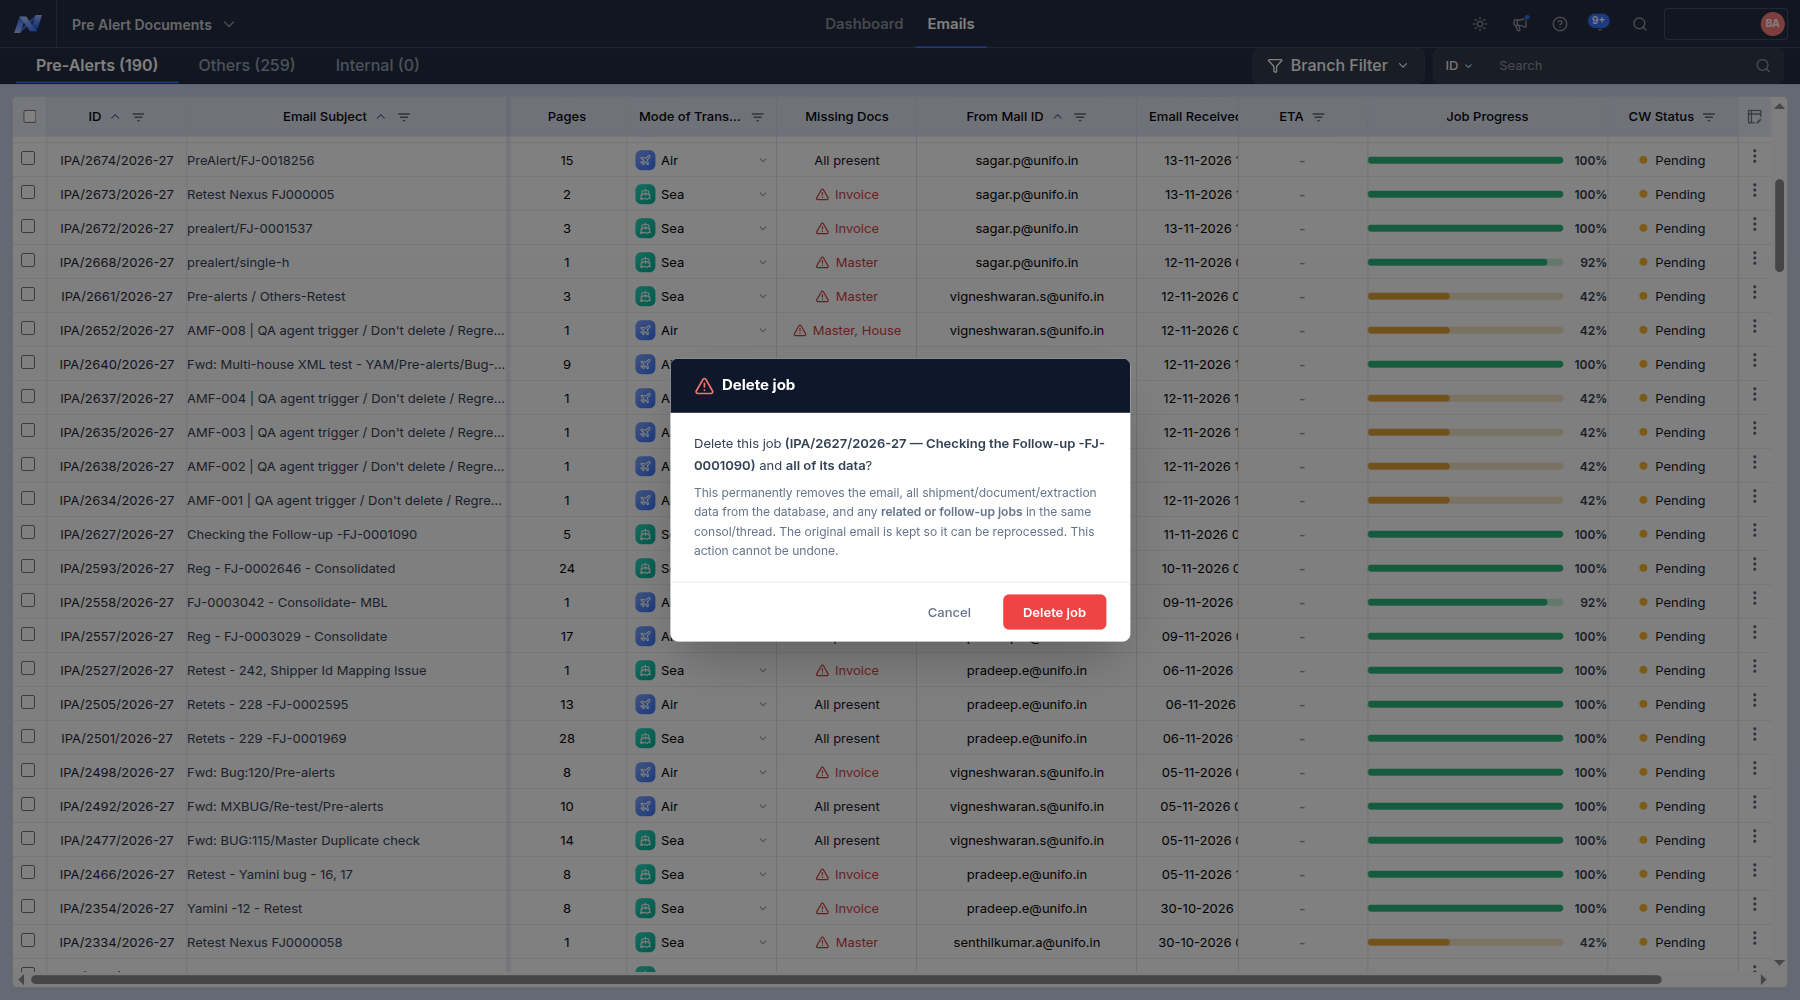 Pre Alert Documents
Dashboard
Emails
9+
BA
Pre-Alerts (190)
Others (259)
Internal (0)
Branch Filter
ID
Search
ID Email Subject Pages Mode of Trans... Missing Docs From Mail ID Email Received ETA Job Progress CW Status
IPA/2674/2026-27 PreAlert/FJ-0018256 15 Air All present sagar.p@unifo.in 13-11-2026 - 100% Pending
IPA/2673/2026-27 Retest Nexus FJ000005 2 Sea Invoice sagar.p@unifo.in 13-11-2026 - 100% Pending
IPA/2672/2026-27 prealert/FJ-0001537 3 Sea Invoice sagar.p@unifo.in 13-11-2026 - 100% Pending
IPA/2668/2026-27 prealert/single-h 1 Sea Master sagar.p@unifo.in 12-11-2026 - 92% Pending
IPA/2661/2026-27 Pre-alerts / Others-Retest 3 Sea Master vigneshwaran.s@unifo.in 12-11-2026 - 42% Pending
IPA/2652/2026-27 AMF-008 | QA agent trigger / Don't delete / Regre... 1 Air Master, House vigneshwaran.s@unifo.in 12-11-2026 - 42% Pending
IPA/2640/2026-27 Fwd: Multi-house XML test - YAM/Pre-alerts/Bug-... 9 12-11-2026 - 100% Pending
IPA/2637/2026-27 AMF-004 | QA agent trigger / Don't delete / Regre... 1 12-11-2026 - 42% Pending
IPA/2635/2026-27 AMF-003 | QA agent trigger / Don't delete / Regre... 1 12-11-2026 - 42% Pending
IPA/2638/2026-27 AMF-002 | QA agent trigger / Don't delete / Regre... 1 12-11-2026 - 42% Pending
IPA/2634/2026-27 AMF-001 | QA agent trigger / Don't delete / Regre... 1 12-11-2026 - 42% Pending
IPA/2627/2026-27 Checking the Follow-up -FJ-0001090 5 11-11-2026 - 100% Pending
IPA/2593/2026-27 Reg - FJ-0002646 - Consolidated 24 10-11-2026 - 100% Pending
IPA/2558/2026-27 FJ-0003042 - Consolidate- MBL 1 09-11-2026 - 92% Pending
IPA/2557/2026-27 Reg - FJ-0003029 - Consolidate 17 09-11-2026 - 100% Pending
IPA/2527/2026-27 Retest - 242, Shipper Id Mapping Issue 1 Sea Invoice pradeep.e@unifo.in 06-11-2026 - 100% Pending
IPA/2505/2026-27 Retets - 228 -FJ-0002595 13 Air All present pradeep.e@unifo.in 06-11-2026 - 100% Pending
IPA/2501/2026-27 Retets - 229 -FJ-0001969 28 Sea All present pradeep.e@unifo.in 06-11-2026 - 100% Pending
IPA/2498/2026-27 Fwd: Bug:120/Pre-alerts 8 Air Invoice vigneshwaran.s@unifo.in 05-11-2026 - 100% Pending
IPA/2492/2026-27 Fwd: MXBUG/Re-test/Pre-alerts 10 Air All present vigneshwaran.s@unifo.in 05-11-2026 - 100% Pending
IPA/2477/2026-27 Fwd: BUG:115/Master Duplicate check 14 Sea All present vigneshwaran.s@unifo.in 05-11-2026 - 100% Pending
IPA/2466/2026-27 Retest - Yamini bug - 16, 17 8 Sea Invoice pradeep.e@unifo.in 05-11-2026 - 100% Pending
IPA/2354/2026-27 Yamini -12 - Retest 8 Sea Invoice pradeep.e@unifo.in 30-10-2026 - 100% Pending
IPA/2334/2026-27 Retest Nexus FJ0000058 1 Sea Master senthilkumar.a@unifo.in 30-10-2026 - 42% Pending
Delete job
Delete this job (IPA/2627/2026-27 — Checking the Follow-up -FJ-
0001090) and all of its data?
This permanently removes the email, all shipment/document/extraction
data from the database, and any related or follow-up jobs in the same
consol/thread. The original email is kept so it can be reprocessed. This
action cannot be undone.
Cancel
Delete job